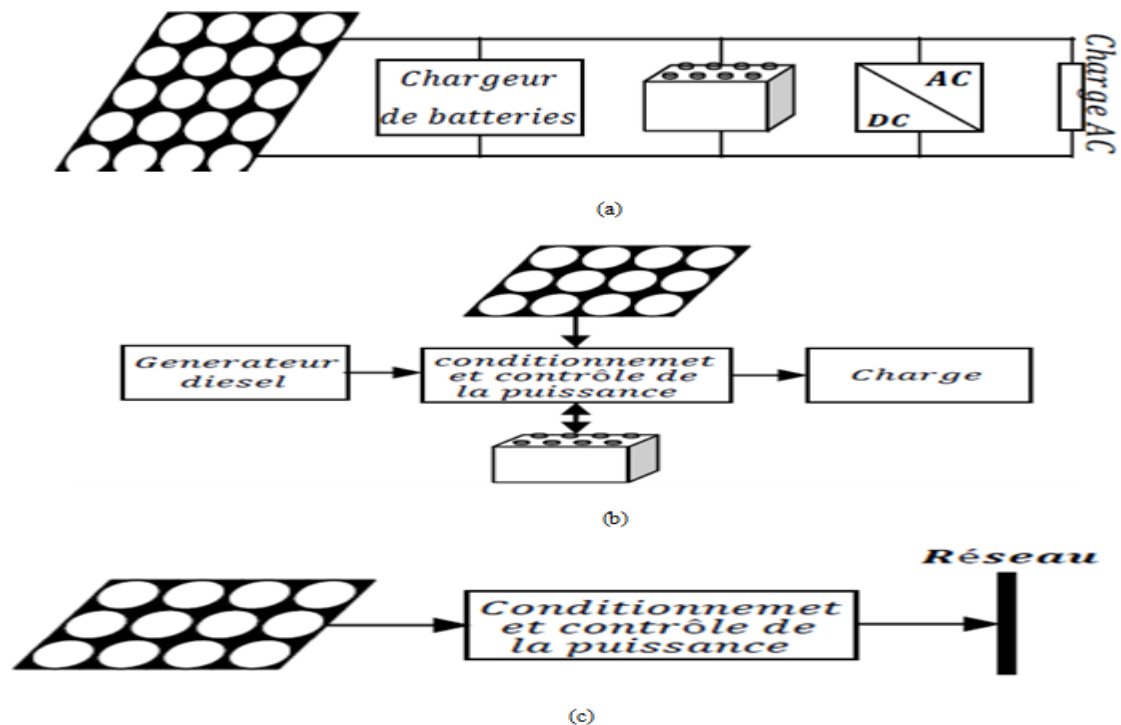 Chargeur
de batteries
AC
DC
Charge AC
(a)
Generateur
diesel
conditionnemet
et contrôle de
la puissance
Charge
(b)
Réseau
Conditionnemet
et contrôle de
la puissance
(c)